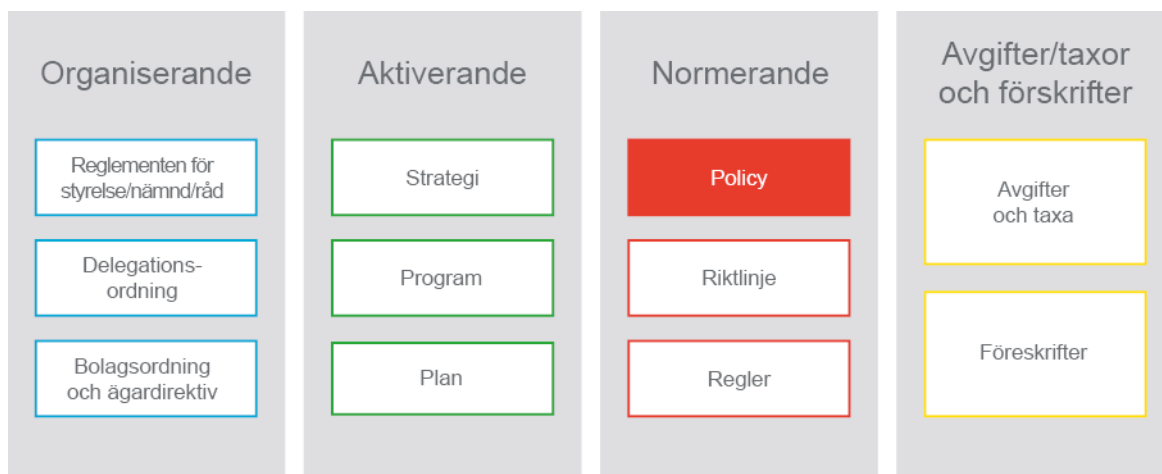 Organiserande
Reglementen för
styrelse/nämnd/råd
Delegations-
ordning
Bolagsordning
och ägardirektiv
Aktiverande
Strategi
Program
Plan
Normerande
Policy
Riktlinje
Regler
Avgifter/taxor
och förskrifter
Avgifter
och taxa
Föreskrifter